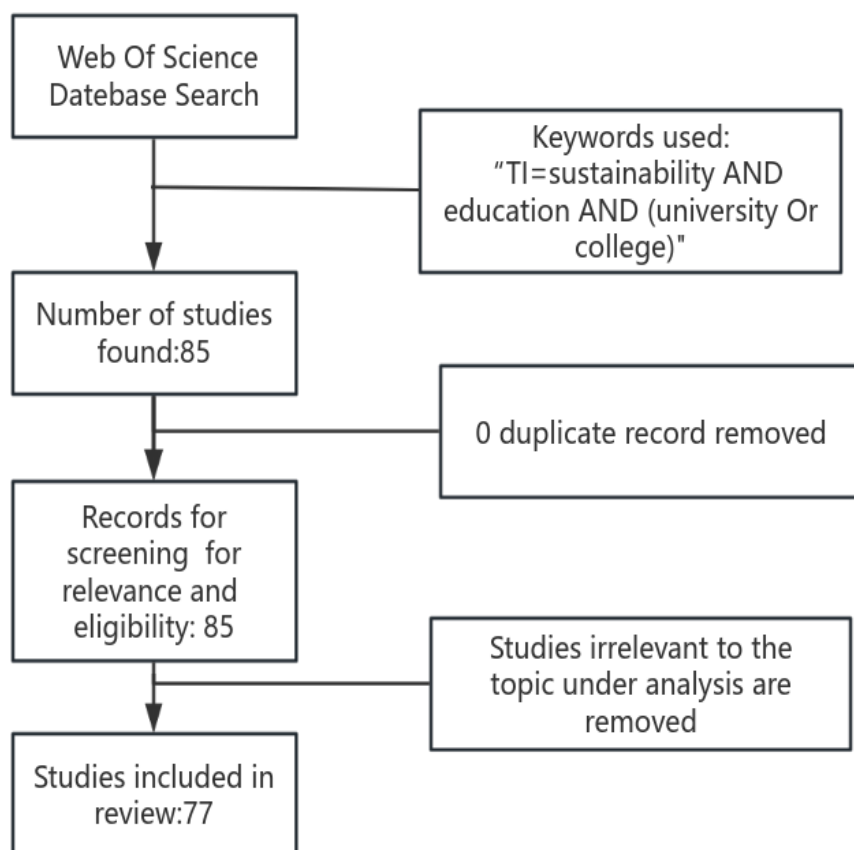 Web Of Science
Datebase Search
Keywords used:
“TI=sustainability AND
education AND (university Or
college)"
Number of studies
found:85
0 duplicate record removed
Records for
screening for
relevance and
eligibility: 85
Studies irrelevant to the
topic under analysis are
removed
Studies included in
review:77